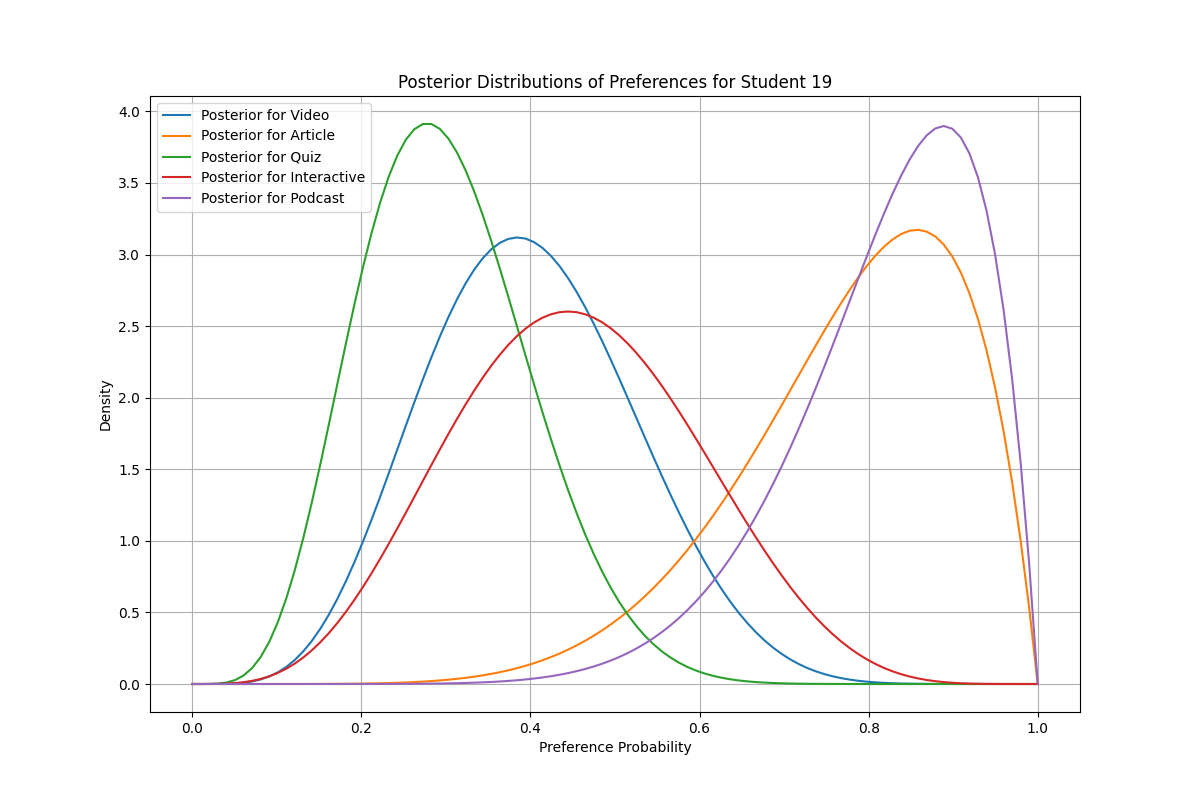 Posterior Distributions of Preferences for Student 19
Posterior for Video
Posterior for Article
Posterior for Quiz
Posterior for Interactive
Posterior for Podcast
4.0
3.5
3.0
2.5
2.0
1.5
1.0
0.5
0.0
Density
0.0 0.2 0.4 0.6 0.8 1.0
Preference Probability